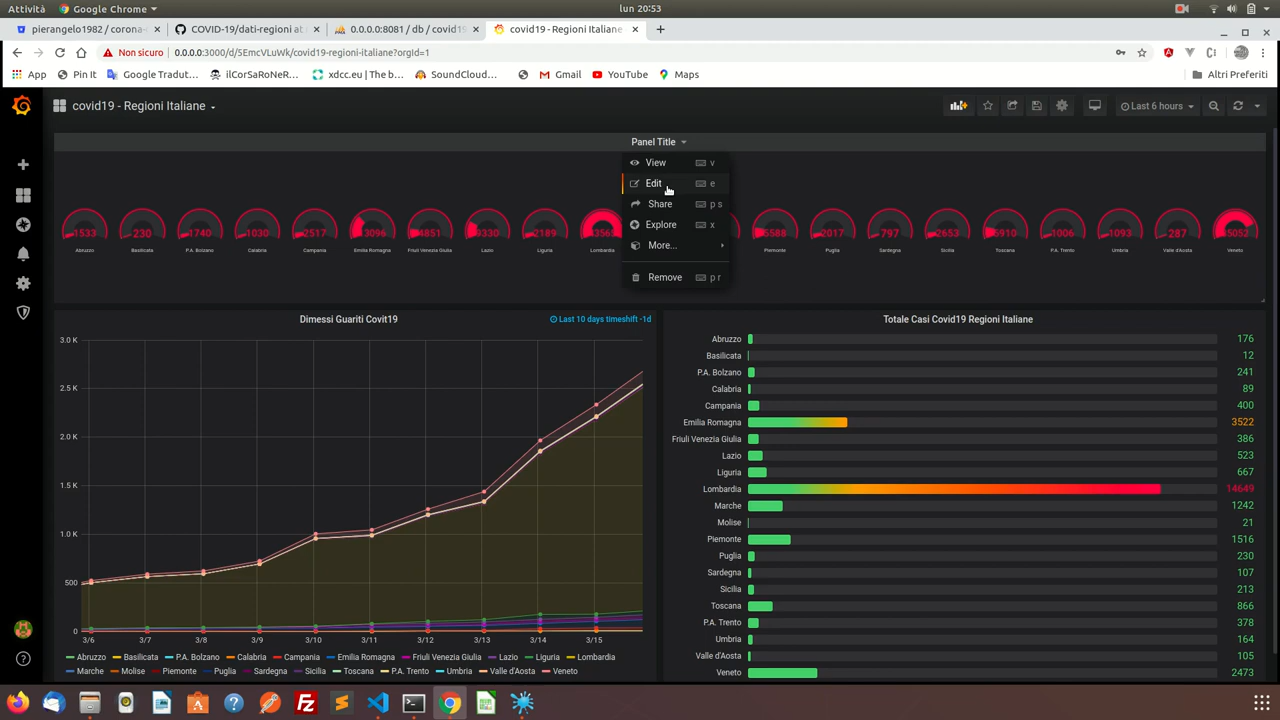 Attività Google Chrome lun 20:53
pierangelo1982 / corona- COVID-19/dati-regioni at 0.0.0.0:8081 / db / covid19 covid19 - Regioni Italiane
Non sicuro 0.0.0.0:3000/d/5EmcVLuWk/covid19-regioni-italiane?orgId=1
App Pin It Google Tradut... ilCorSaRoNeR... xdcc.eu | The b... SoundCloud... Gmail YouTube Maps Altri Preferiti
covid19 - Regioni Italiane Last 6 hours
Panel Title
View v
Edit e
Share p s
Explore x
More...
Remove p r
1533 230 1740 1030 2517 4851 9330 2189 5588 2017 797 2653 5910 1006 1093 287
Abruzzo Basilicata P.A. Bolzano Calabria Campania Emilia Romagna Friuli Venezia Giulia Lazio Liguria Lombardia Piemonte Puglia Sardegna Sicilia Toscana P.A. Trento Umbria Valle d'Aosta Veneto
Dimessi Guariti Covit19 Last 10 days timeshift -1d
3.0 K
2.5 K
2.0 K
1.5 K
1.0 K
500
0
3/6 3/7 3/8 3/9 3/10 3/11 3/12 3/13 3/14 3/15
Abruzzo Basilicata P.A. Bolzano Calabria Campania Emilia Romagna Friuli Venezia Giulia Lazio Liguria Lombardia
Marche Molise Piemonte Puglia Sardegna Sicilia Toscana P.A. Trento Umbria Valle d'Aosta Veneto
Totale Casi Covid19 Regioni Italiane
Abruzzo 176
Basilicata 12
P.A. Bolzano 241
Calabria 89
Campania 400
Emilia Romagna 3522
Friuli Venezia Giulia 386
Lazio 523
Liguria 667
Lombardia 14649
Marche 1242
Molise 21
Piemonte 1516
Puglia 230
Sardegna 107
Sicilia 213
Toscana 866
P.A. Trento 378
Umbria 164
Valle d'Aosta 105
Veneto 2473